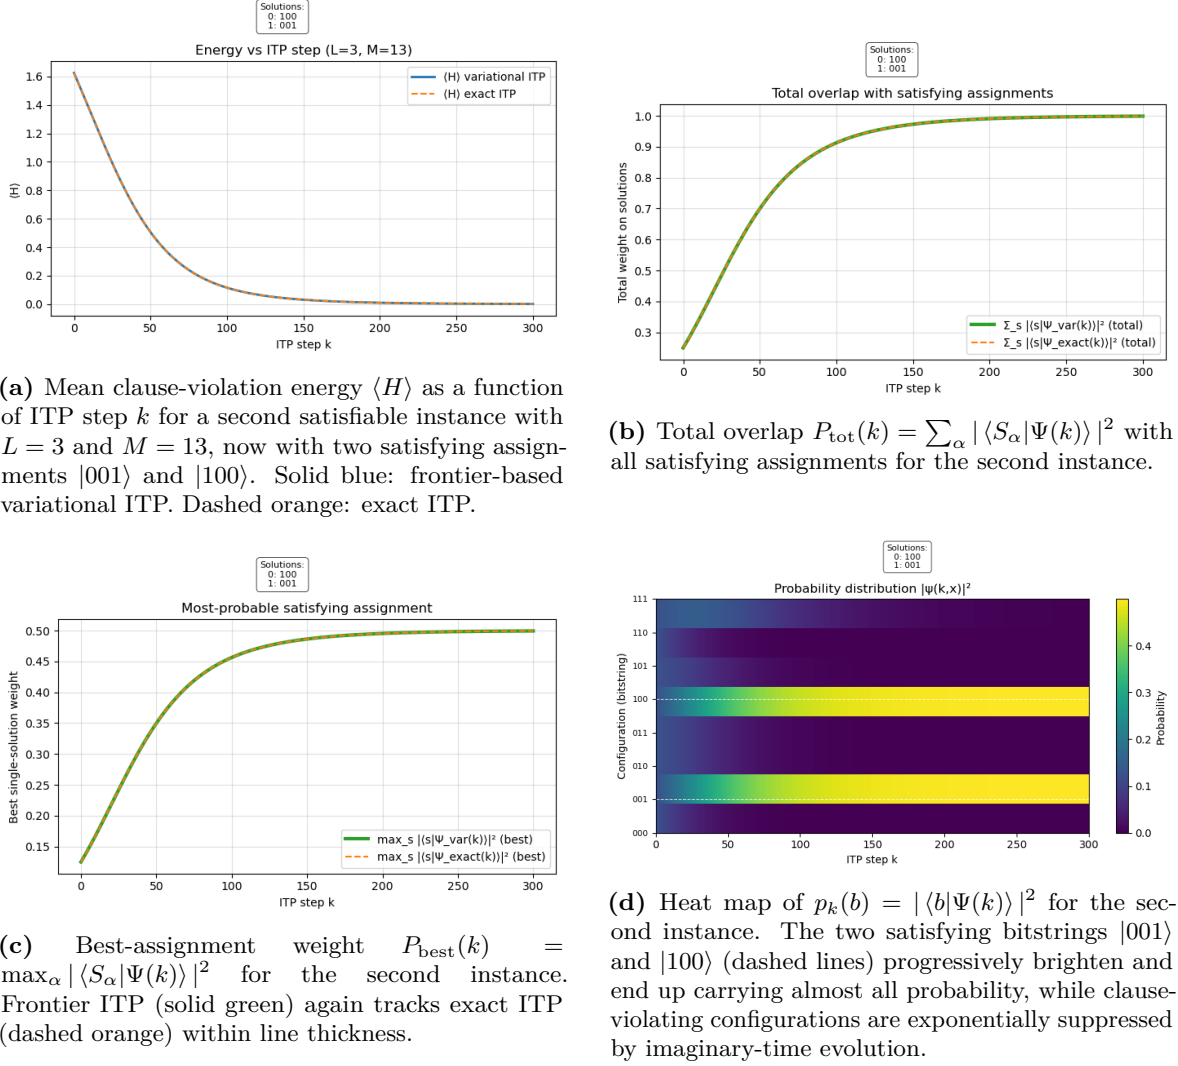 Solutions:
0: 100
1: 001
Energy vs ITP step (L=3, M=13)
⟨H⟩ variational ITP
⟨H⟩ exact ITP
1.6
1.4
1.2
1.0
0.8
0.6
0.4
0.2
0.0
⟨H⟩
0 50 100 150 200 250 300
ITP step k
(a) Mean clause-violation energy ⟨H⟩ as a function
of ITP step k for a second satisfiable instance with
L = 3 and M = 13, now with two satisfying assign-
ments |001⟩ and |100⟩. Solid blue: frontier-based
variational ITP. Dashed orange: exact ITP.
Solutions:
0: 100
1: 001
Total overlap with satisfying assignments
1.0
0.9
0.8
0.7
0.6
0.5
0.4
0.3
Total weight on solutions
Σ_s |⟨s|Ψ_var(k)⟩|² (total)
Σ_s |⟨s|Ψ_exact(k)⟩|² (total)
0 50 100 150 200 250 300
ITP step k
(b) Total overlap P_tot(k) = ∑_α | ⟨S_α|Ψ(k)⟩ |² with
all satisfying assignments for the second instance.
Solutions:
0: 100
1: 001
Most-probable satisfying assignment
0.50
0.45
0.40
0.35
0.30
0.25
0.20
0.15
Best single-solution weight
max_s |⟨s|Ψ_var(k)⟩|² (best)
max_s |⟨s|Ψ_exact(k)⟩|² (best)
0 50 100 150 200 250 300
ITP step k
(c) Best-assignment weight P_best(k) =
max_α | ⟨S_α|Ψ(k)⟩ |² for the second instance.
Frontier ITP (solid green) again tracks exact ITP
(dashed orange) within line thickness.
Solutions:
0: 100
1: 001
Probability distribution |ψ(k,x)|²
111
110
101
100
011
010
001
000
Configuration (bitstring)
0 50 100 150 200 250 300
ITP step k
0.4
0.3
0.2
0.1
0.0
Probability
(d) Heat map of p_k(b) = | ⟨b|Ψ(k)⟩ |² for the sec-
ond instance. The two satisfying bitstrings |001⟩
and |100⟩ (dashed lines) progressively brighten and
end up carrying almost all probability, while clause-
violating configurations are exponentially suppressed
by imaginary-time evolution.